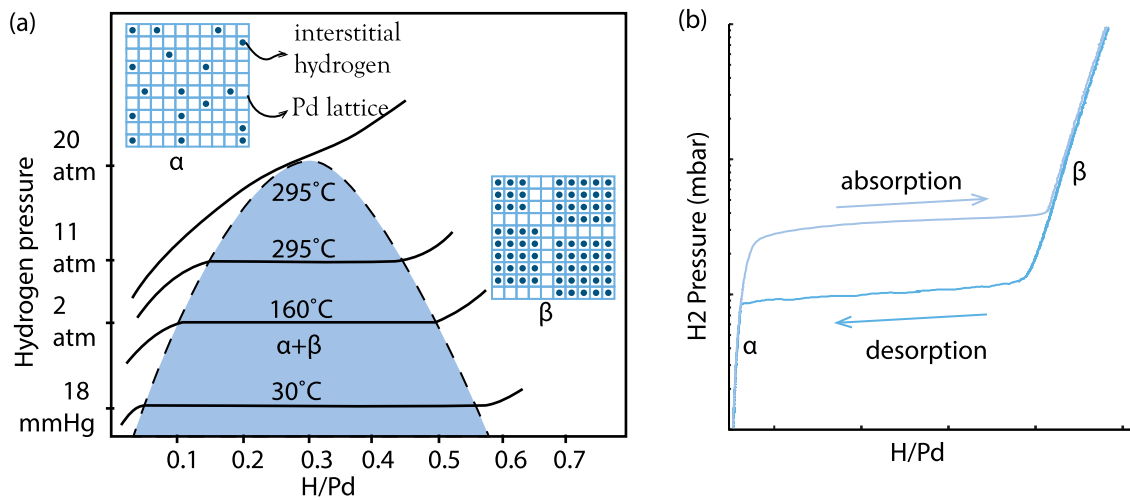 (a)
interstitial
hydrogen
Pd lattice
α
20
atm
11
atm
2
atm
18
mmHg
Hydrogen pressure
295˚C
295˚C
160˚C
α+β
30˚C
β
0.1 0.2 0.3 0.4 0.5 0.6 0.7
H/Pd
(b)
H2 Pressure (mbar)
absorption
β
α
desorption
H/Pd